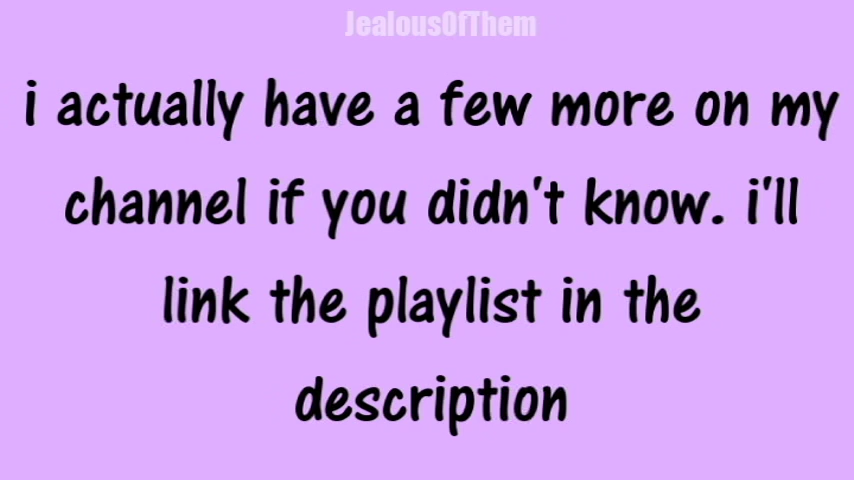 JealousOfThem
i actually have a few more on my
channel if you didn't know. i'll
link the playlist in the
description